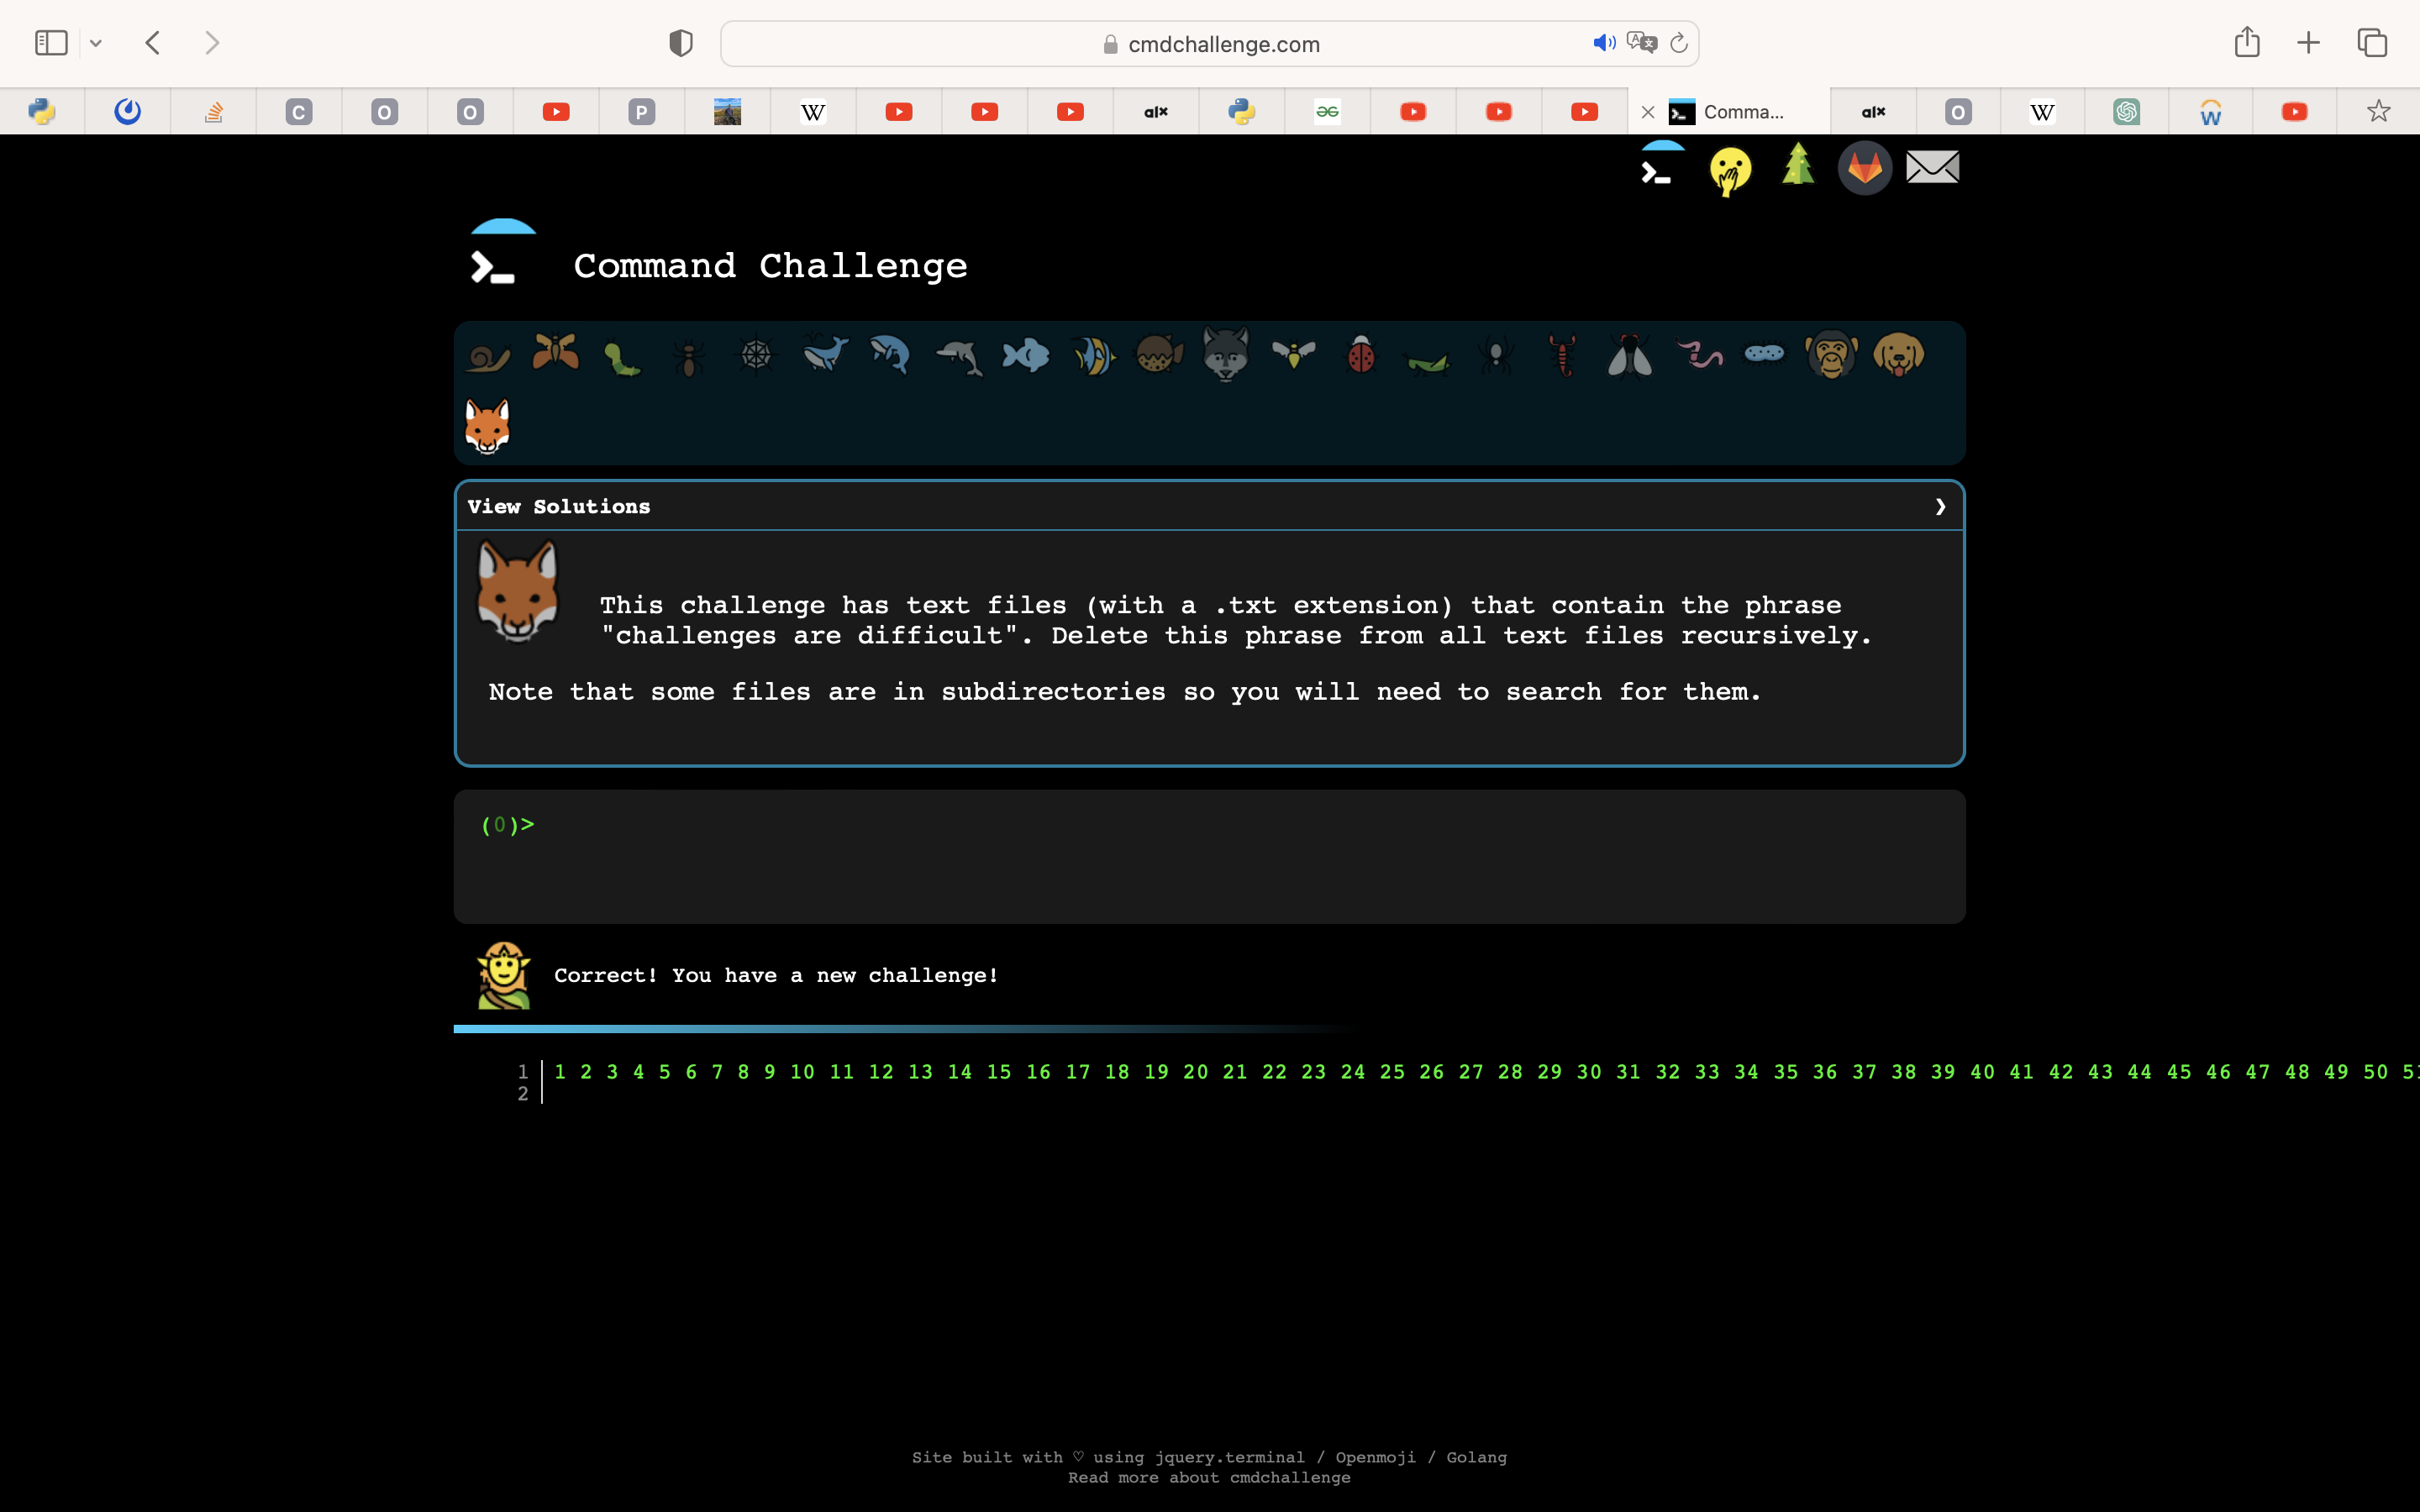 cmdchallenge.com
C
O
O
P
W
alx
Comma...
alx
O
W
W
Command Challenge
View Solutions
This challenge has text files (with a .txt extension) that contain the phrase
"challenges are difficult". Delete this phrase from all text files recursively.
Note that some files are in subdirectories so you will need to search for them.
(0)>
Correct! You have a new challenge!
1 1 2 3 4 5 6 7 8 9 10 11 12 13 14 15 16 17 18 19 20 21 22 23 24 25 26 27 28 29 30 31 32 33 34 35 36 37 38 39 40 41 42 43 44 45 46 47 48 49 50
2
Site built with ♡ using jquery.terminal / Openmoji / Golang
Read more about cmdchallenge